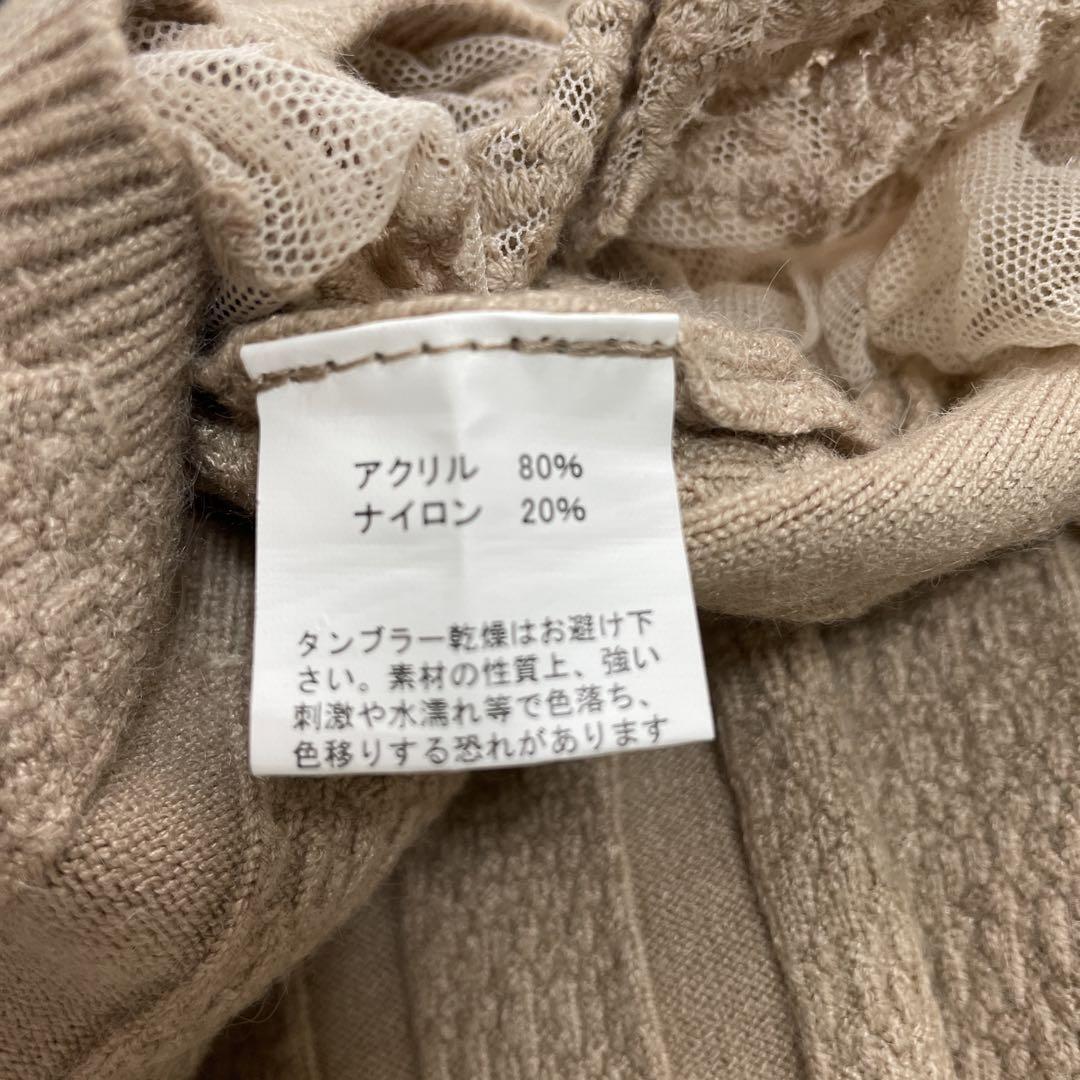 アクリル 80%
ナイロン 20%
タンブラー乾燥はお避け下
さい。素材の性質上、強い
刺激や水濡れ等で色落ち、
色移りする恐れがあります